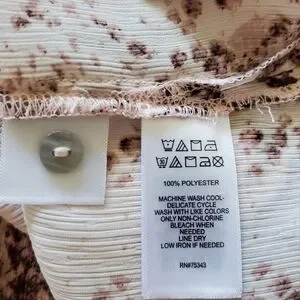 100% POLYESTER
MACHINE WASH COOL-
DELICATE CYCLE
WASH WITH LIKE COLORS
ONLY NON-CHLORINE
BLEACH WHEN
NEEDED
LINE DRY
LOW IRON IF NEEDED
RN#75343